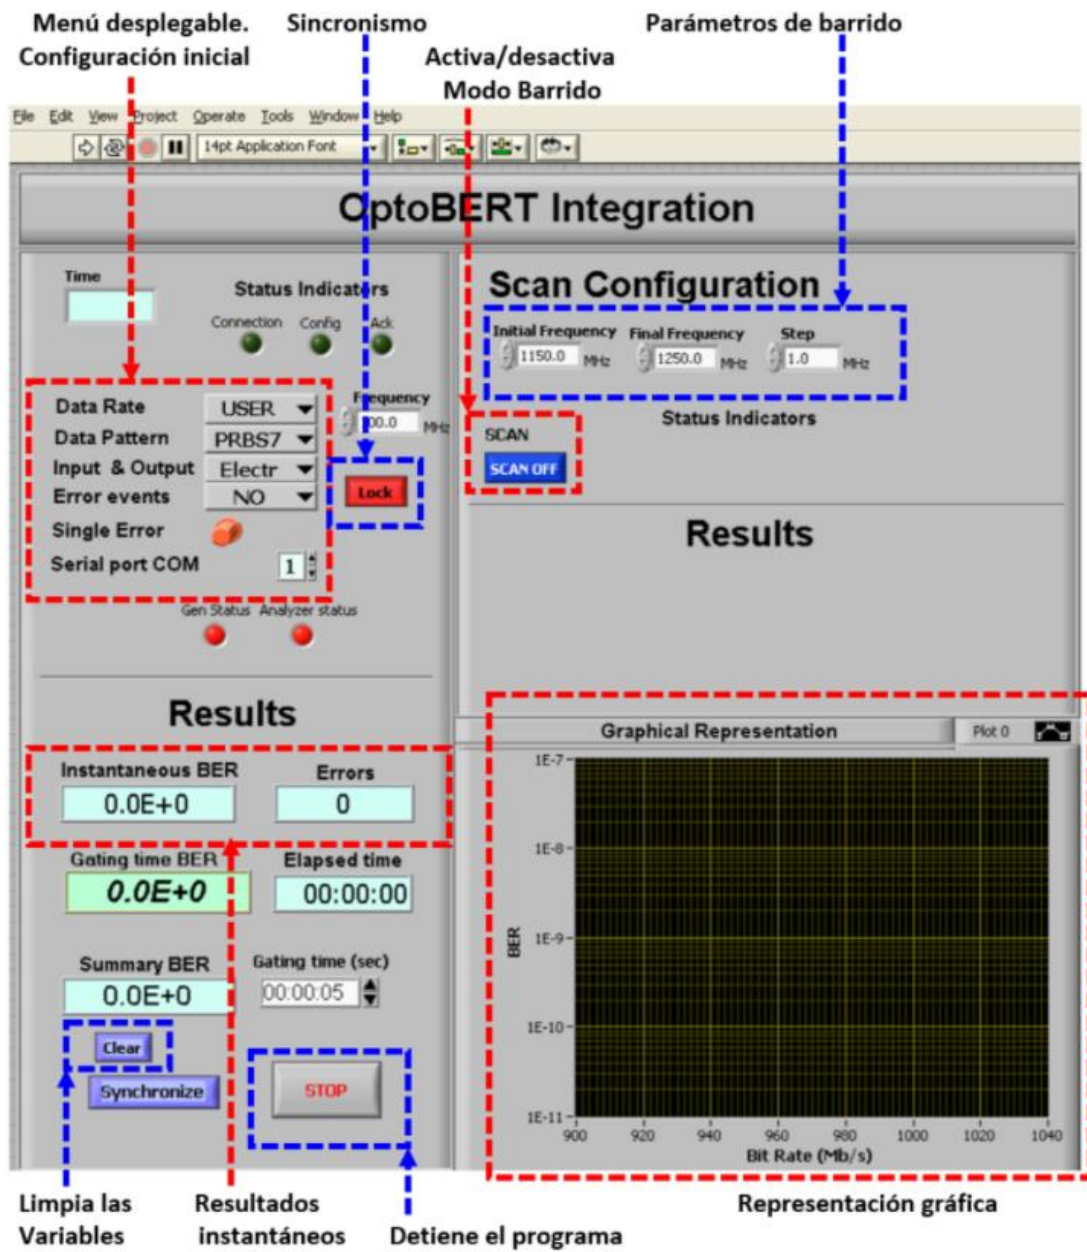 Menú desplegable.
Configuración inicial
Sincronismo
Activa/desactiva
Modo Barrido
Parámetros de barrido
File Edit View Project Operate Tools Window Help
14pt Application Font
OptoBERT Integration
Time
Status Indicators
Connection Config Ack
Data Rate USER
Data Pattern PRBS7
Input & Output Electr
Error events NO
Single Error
Serial port COM 1
Frequency
00.0 MHz
Lock
Gen Status Analyzer status
Results
Instantaneous BER Errors
0.0E+0 0
Gating time BER Elapsed time
0.0E+0 00:00:00
Summary BER Gating time (sec)
0.0E+0 00:00:05
Clear
Synchronize
STOP
Scan Configuration
Initial Frequency Final Frequency Step
1150.0 MHz 1250.0 MHz 1.0 MHz
Status Indicators
SCAN
SCAN OFF
Results
Graphical Representation Plot 0
BER
1E-7
1E-8
1E-9
1E-10
1E-11
900 920 940 960 980 1000 1020 1040
Bit Rate (Mb/s)
Limpia las
Variables
Resultados
instantáneos
Detiene el programa
Representación gráfica